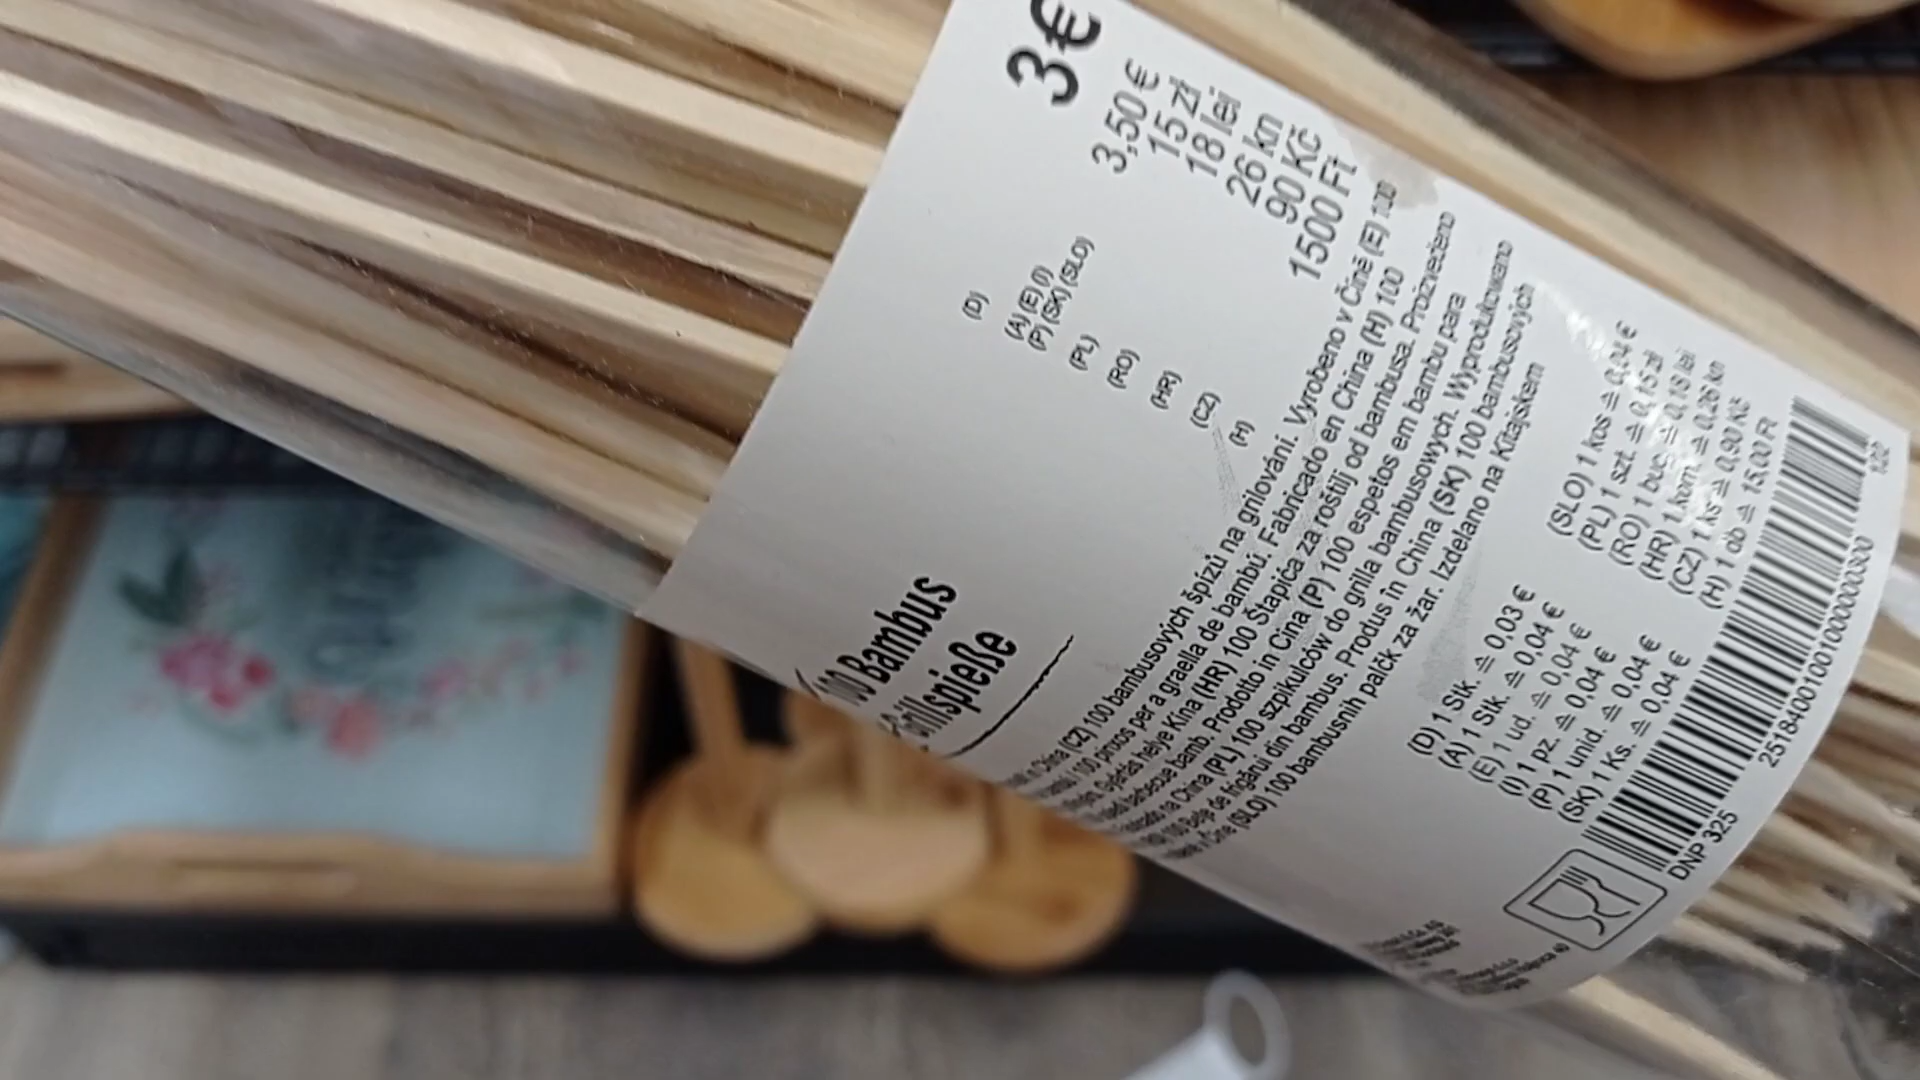 3€
(D)
3,50 €
(A) (E) (I)
(P) (SK) (SLO)
15 zł
(PL)
18 lei
(RO)
26 kn
(HR)
90 Kč
(CZ)
1500 Ft
(H)
100 Bambus
Grillspieße
China (CZ) 100 bambusových špízů na grilování. Vyrobeno v Číně (E) 100
100 pinxos per a graella de bambú. Fabricado en China (H) 100
Gyártás helye Kína (HR) 100 Štapića za roštilj od bambusa. Proizvedeno
barbecue bamb. Prodotto in Cina (P) 100 espetos em bambu para
na China (PL) 100 szpikulców do grilla bambusowych. Wyprodukowano
100 Bețe de frigărui din bambus. Produs în China (SK) 100 bambusových
Číne (SLO) 100 bambusnih palčk za žar. Izdelano na Kitajskem
(D) 1 Stk. ≙ 0,03 €
(A) 1 Stk. ≙ 0,04 €
(E) 1 ud. ≙ 0,04 €
(I) 1 pz. ≙ 0,04 €
(P) 1 unid. ≙ 0,04 €
(SK) 1 Ks. ≙ 0,04 €
(SLO) 1 kos ≙ 0,04 €
(PL) 1 szt. ≙ 0,15 zł
(RO) 1 buc. ≙ 0,18 lei
(HR) 1 kom. ≙ 0,26 kn
(CZ) 1 ks ≙ 0,90 Kč
(H) 1 db ≙ 15,00 Ft
DNP 325
2518400100100000300